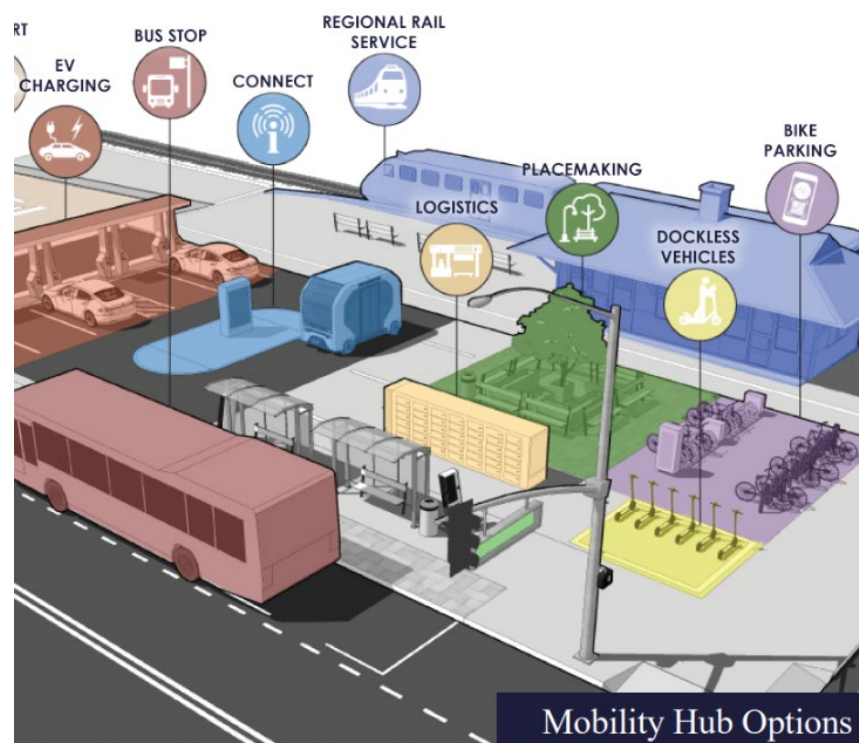 RT
EV
CHARGING
BUS STOP
CONNECT
REGIONAL RAIL
SERVICE
LOGISTICS
PLACEMAKING
DOCKLESS
VEHICLES
BIKE
PARKING
Mobility Hub Options